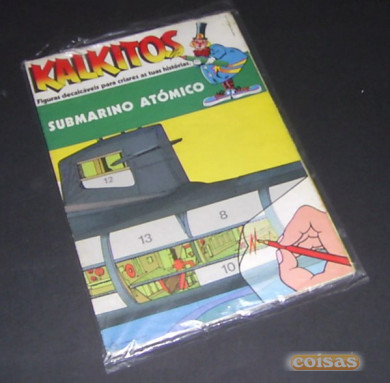 KALKITOS
Figuras decalcáveis para criares as tuas histórias.
SUBMARINO ATÓMICO
12
13
8
10
coisas